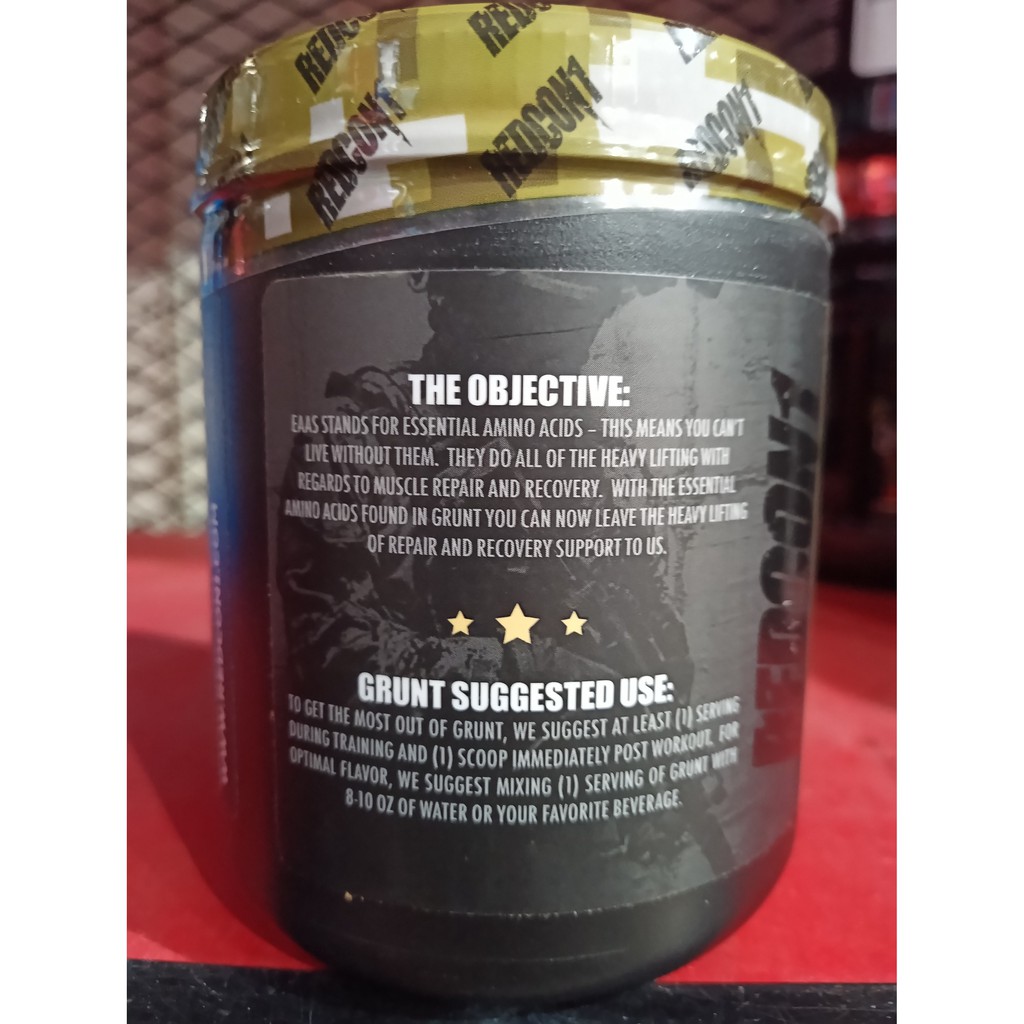 REDCON1
REDCON1
REDCON1
REDCON1
REDCON1
THE OBJECTIVE:
EAAS STANDS FOR ESSENTIAL AMINO ACIDS – THIS MEANS YOU CAN'T
LIVE WITHOUT THEM. THEY DO ALL OF THE HEAVY LIFTING WITH
REGARDS TO MUSCLE REPAIR AND RECOVERY. WITH THE ESSENTIAL
AMINO ACIDS FOUND IN GRUNT YOU CAN NOW LEAVE THE HEAVY LIFTING
OF REPAIR AND RECOVERY SUPPORT TO US.
GRUNT SUGGESTED USE:
TO GET THE MOST OUT OF GRUNT, WE SUGGEST AT LEAST (1) SERVING
DURING TRAINING AND (1) SCOOP IMMEDIATELY POST WORKOUT. FOR
OPTIMAL FLAVOR, WE SUGGEST MIXING (1) SERVING OF GRUNT WITH
8-10 OZ OF WATER OR YOUR FAVORITE BEVERAGE.
REDCON1